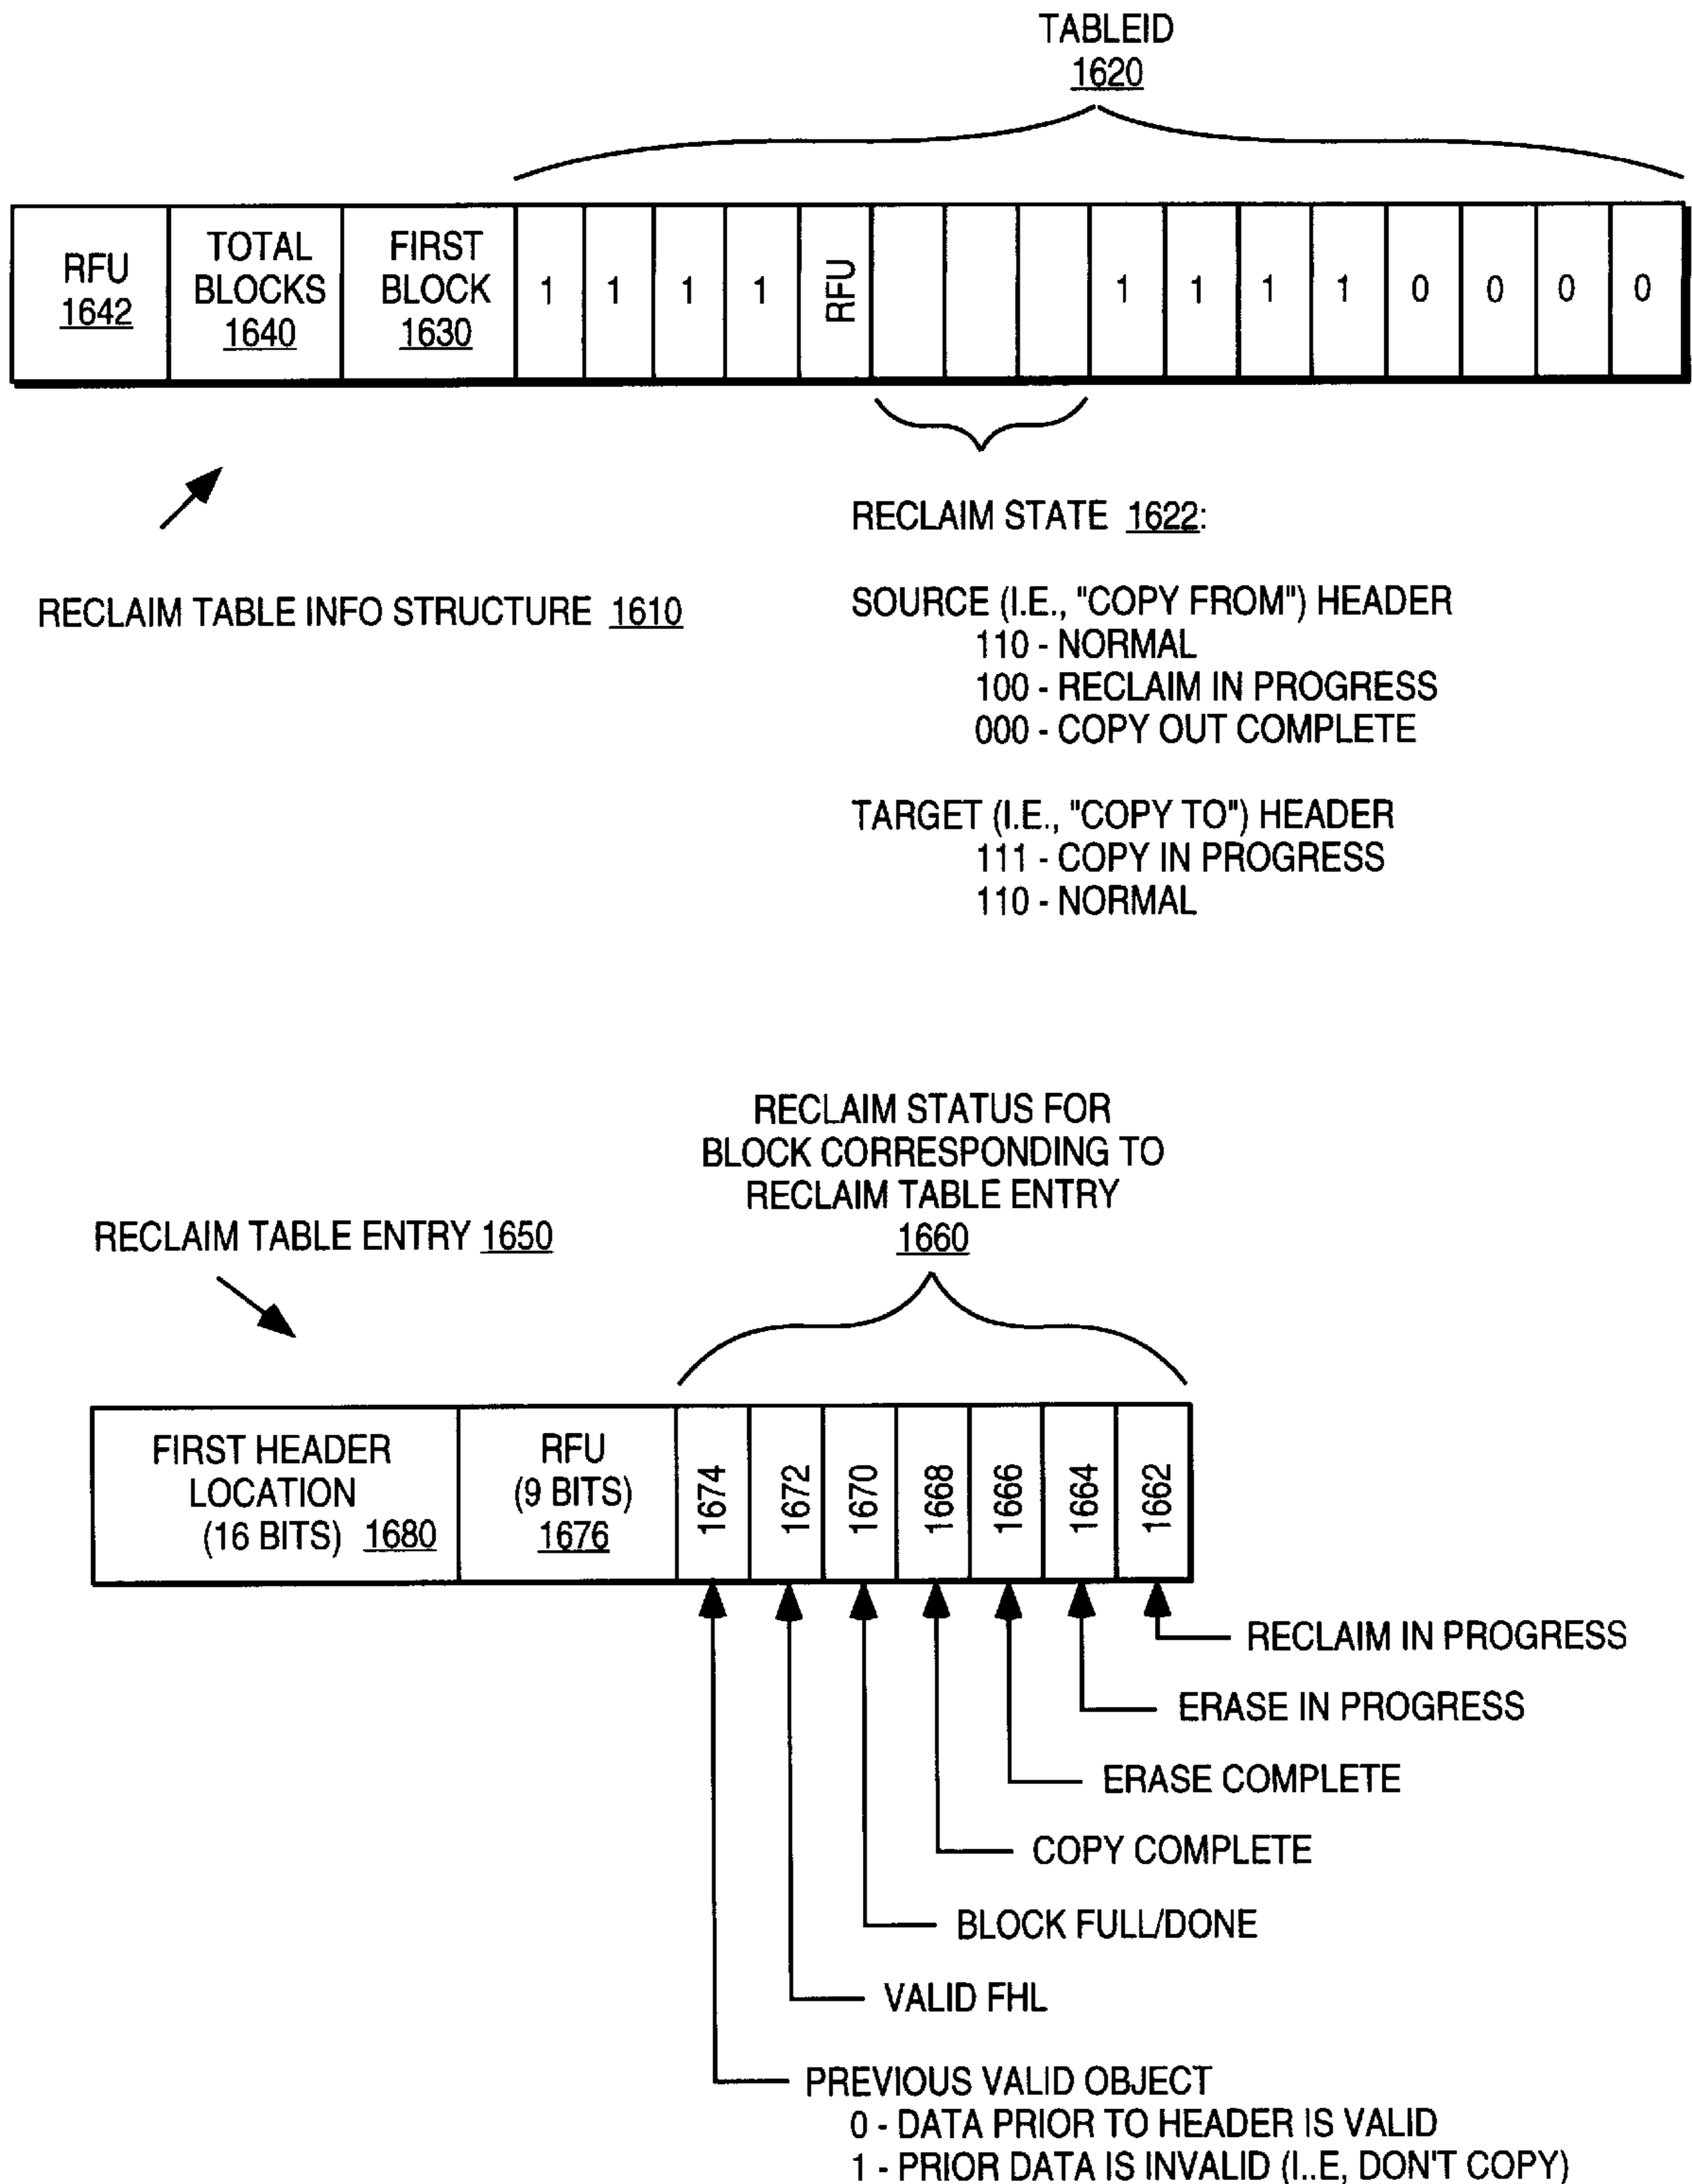 TABLEID
1620
RFU
1642
TOTAL
BLOCKS
1640
FIRST
BLOCK
1630
1 1 1 1 RFU 1 1 1 1 0 0 0 0
RECLAIM TABLE INFO STRUCTURE 1610
RECLAIM STATE 1622:
SOURCE (I.E., "COPY FROM") HEADER
110 - NORMAL
100 - RECLAIM IN PROGRESS
000 - COPY OUT COMPLETE
TARGET (I.E., "COPY TO") HEADER
111 - COPY IN PROGRESS
110 - NORMAL
RECLAIM STATUS FOR
BLOCK CORRESPONDING TO
RECLAIM TABLE ENTRY
1660
RECLAIM TABLE ENTRY 1650
FIRST HEADER
LOCATION
(16 BITS) 1680
RFU
(9 BITS)
1676
1674
1672
1670
1668
1666
1664
1662
RECLAIM IN PROGRESS
ERASE IN PROGRESS
ERASE COMPLETE
COPY COMPLETE
BLOCK FULL/DONE
VALID FHL
PREVIOUS VALID OBJECT
0 - DATA PRIOR TO HEADER IS VALID
1 - PRIOR DATA IS INVALID (I..E, DON'T COPY)